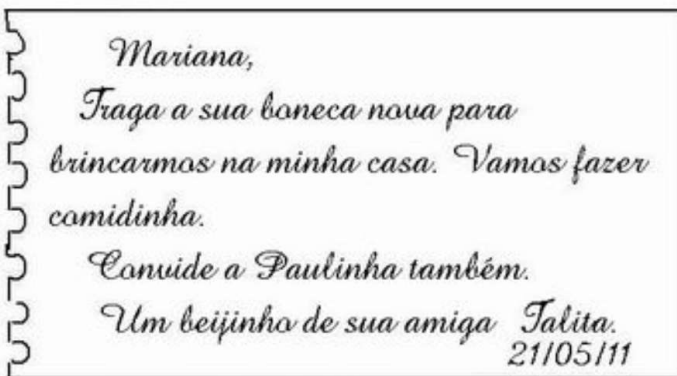 Mariana,
Traga a sua boneca nova para
brincarmos na minha casa. Vamos fazer
comidinha.
Convide a Paulinha também.
Um beijinho de sua amiga Talita.
21/05/11